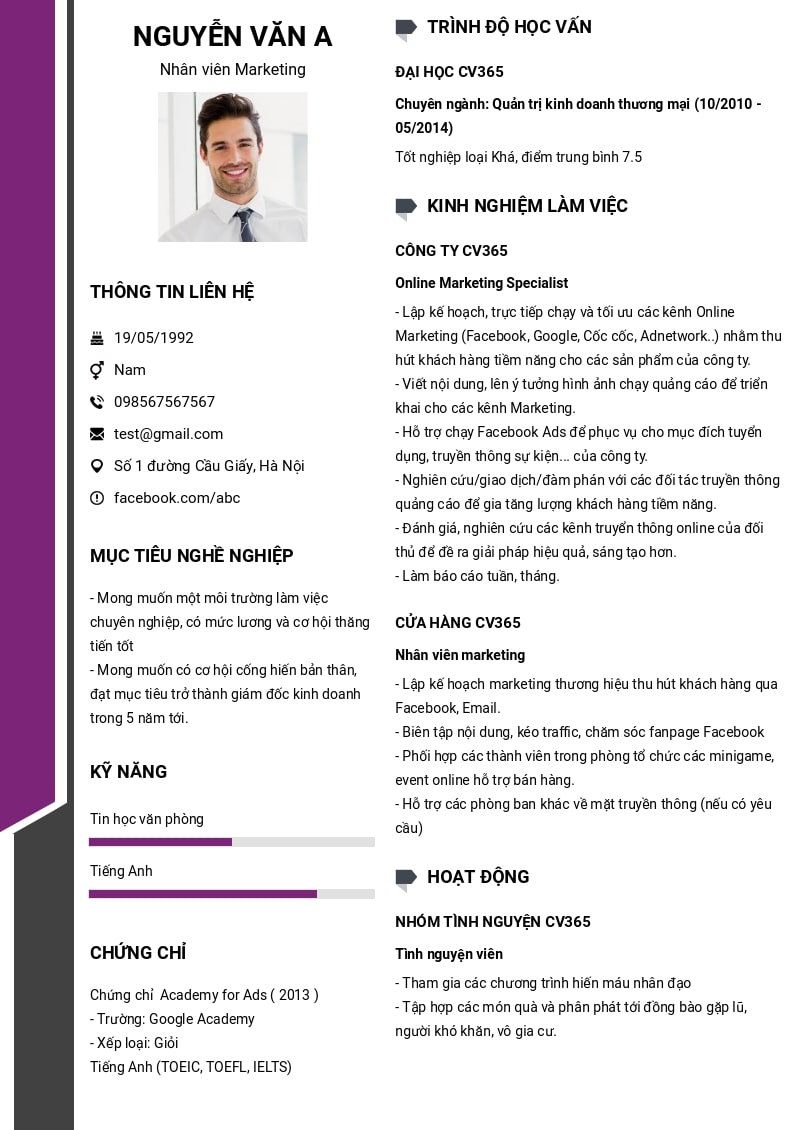 NGUYỄN VĂN A
Nhân viên Marketing
THÔNG TIN LIÊN HỆ
19/05/1992
Nam
098567567567
test@gmail.com
Số 1 đường Cầu Giấy, Hà Nội
facebook.com/abc
MỤC TIÊU NGHỀ NGHIỆP
- Mong muốn một môi trường làm việc
chuyên nghiệp, có mức lương và cơ hội thăng
tiến tốt
- Mong muốn có cơ hội cống hiến bản thân,
đạt mục tiêu trở thành giám đốc kinh doanh
trong 5 năm tới.
KỸ NĂNG
Tin học văn phòng
Tiếng Anh
CHỨNG CHỈ
Chứng chỉ  Academy for Ads ( 2013 )
- Trường: Google Academy
- Xếp loại: Giỏi
Tiếng Anh (TOEIC, TOEFL, IELTS)
TRÌNH ĐỘ HỌC VẤN
ĐẠI HỌC CV365
Chuyên ngành: Quản trị kinh doanh thương mại (10/2010 -
05/2014)
Tốt nghiệp loại Khá, điểm trung bình 7.5
KINH NGHIỆM LÀM VIỆC
CÔNG TY CV365
Online Marketing Specialist
- Lập kế hoạch, trực tiếp chạy và tối ưu các kênh Online
Marketing (Facebook, Google, Cốc cốc, Adnetwork..) nhằm thu
hút khách hàng tiềm năng cho các sản phẩm của công ty.
- Viết nội dung, lên ý tưởng hình ảnh chạy quảng cáo để triển
khai cho các kênh Marketing.
- Hỗ trợ chạy Facebook Ads để phục vụ cho mục đích tuyển
dụng, truyền thông sự kiện... của công ty.
- Nghiên cứu/giao dịch/đàm phán với các đối tác truyền thông
quảng cáo để gia tăng lượng khách hàng tiềm năng.
- Đánh giá, nghiên cứu các kênh truyển thông online của đối
thủ để đề ra giải pháp hiệu quả, sáng tạo hơn.
- Làm báo cáo tuần, tháng.
CỬA HÀNG CV365
Nhân viên marketing
- Lập kế hoạch marketing thương hiệu thu hút khách hàng qua
Facebook, Email.
- Biên tập nội dung, kéo traffic, chăm sóc fanpage Facebook
- Phối hợp các thành viên trong phòng tổ chức các minigame,
event online hỗ trợ bán hàng.
- Hỗ trợ các phòng ban khác về mặt truyền thông (nếu có yêu
cầu)
HOẠT ĐỘNG
NHÓM TÌNH NGUYỆN CV365
Tình nguyện viên
- Tham gia các chương trình hiến máu nhân đạo
- Tập hợp các món quà và phân phát tới đồng bào gặp lũ,
người khó khăn, vô gia cư.